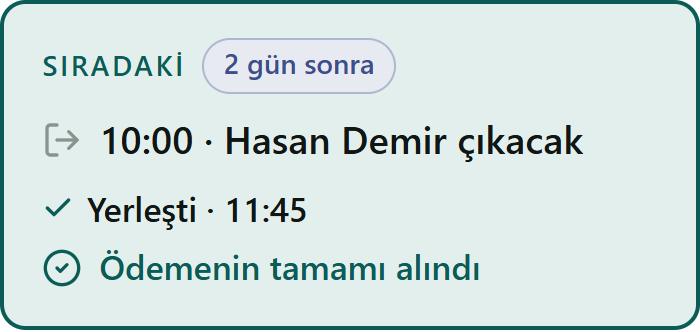 SIRADAKİ 2 gün sonra
10:00 · Hasan Demir çıkacak
Yerleşti · 11:45
Ödemenin tamamı alındı